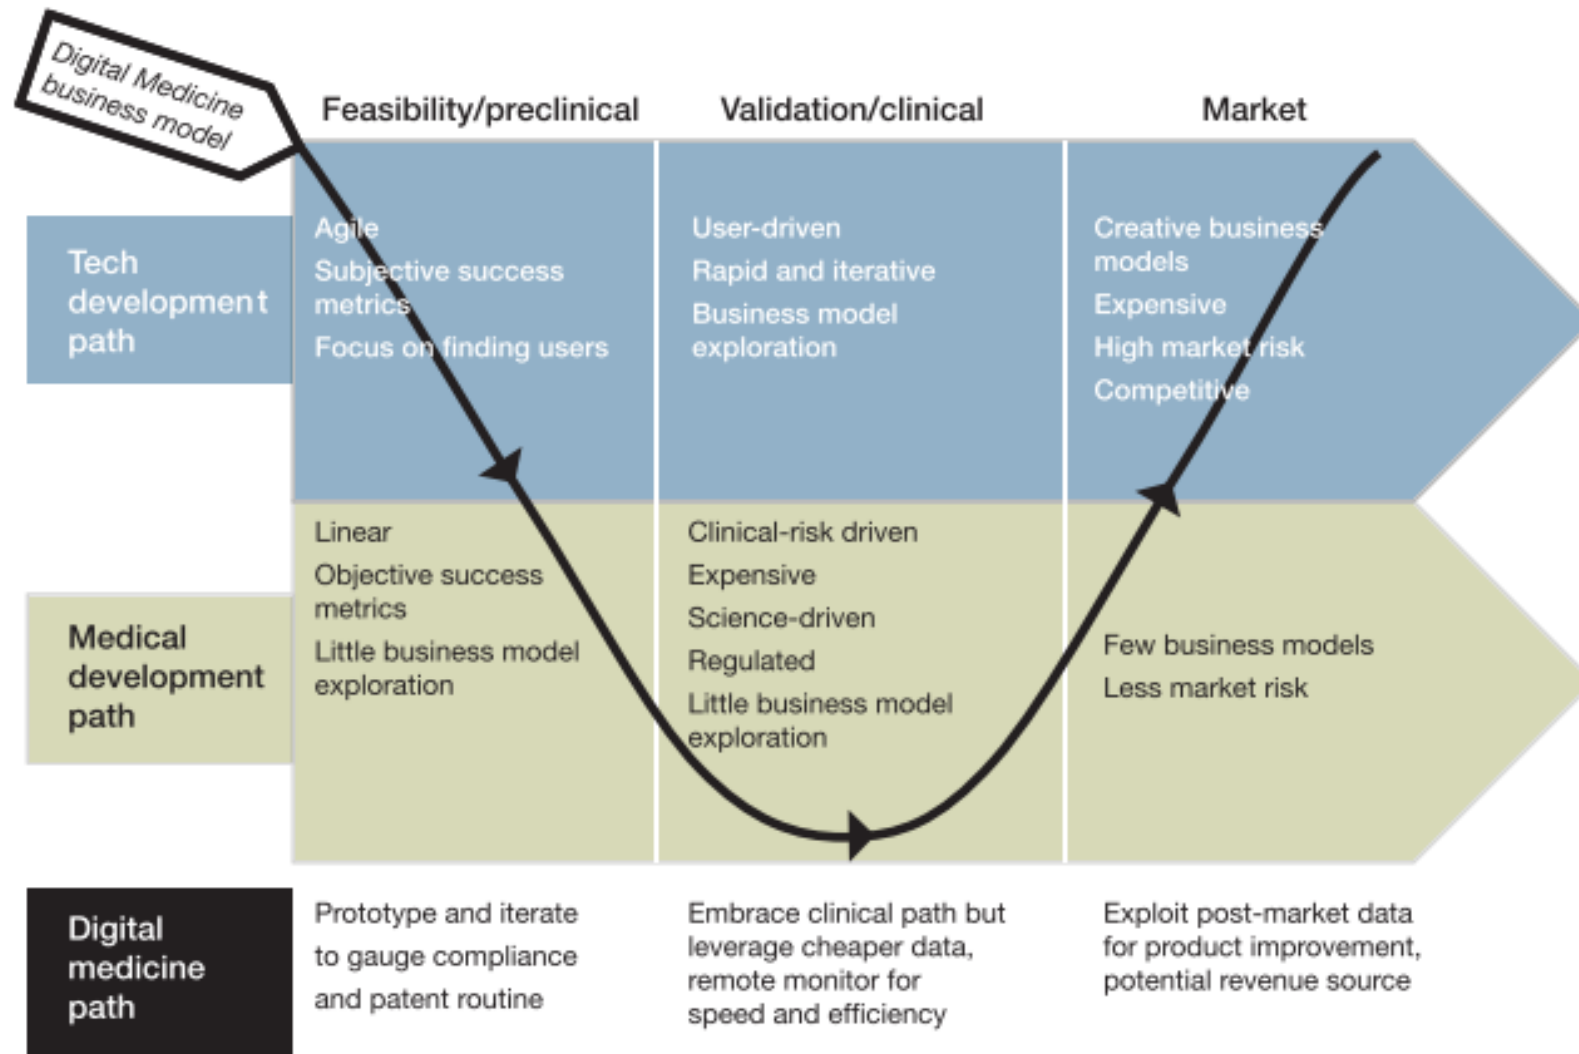 Digital Medicine
business model
Feasibility/preclinical
Validation/clinical
Market
Tech
development
path
Agile
Subjective success
metrics
Focus on finding users
User-driven
Rapid and iterative
Business model
exploration
Creative business
models
Expensive
High market risk
Competitive
Medical
development
path
Linear
Objective success
metrics
Little business model
exploration
Clinical-risk driven
Expensive
Science-driven
Regulated
Little business model
exploration
Few business models
Less market risk
Digital
medicine
path
Prototype and iterate
to gauge compliance
and patent routine
Embrace clinical path but
leverage cheaper data,
remote monitor for
speed and efficiency
Exploit post-market data
for product improvement,
potential revenue source